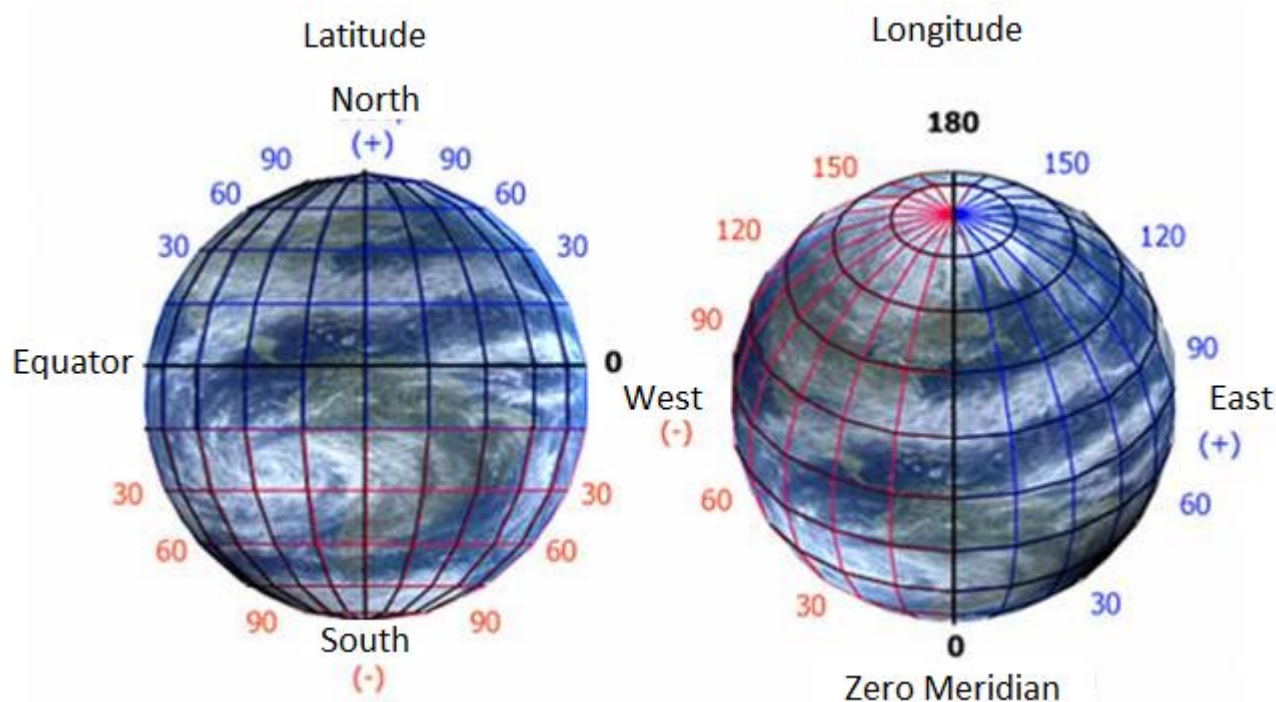 Latitude
North
(+)
90 90
60 60
30 30
Equator 0
30 30
60 60
90 90
South
(-)
Longitude
180
150 150
120 120
90 90
West East
(-) (+)
60 60
30 30
0
Zero Meridian